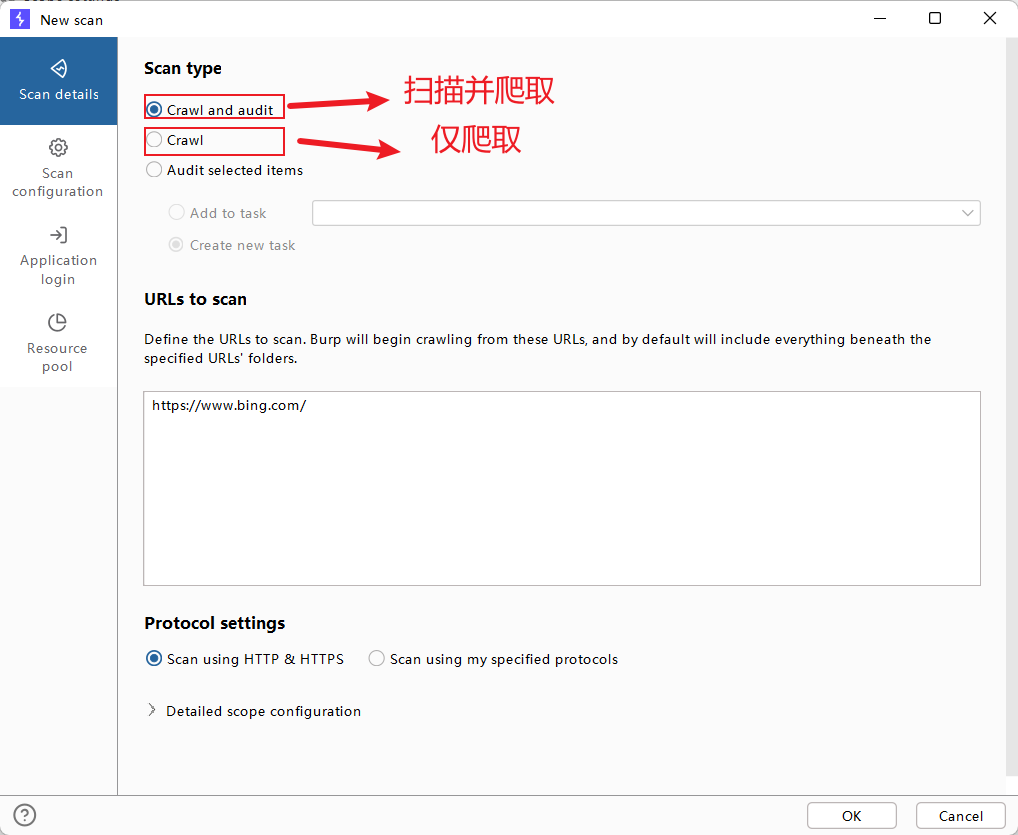 New scan
Scan details
Scan
configuration
Application
login
Resource
pool
Scan type
Crawl and audit
扫描并爬取
Crawl
仅爬取
Audit selected items
Add to task
Create new task
URLs to scan
Define the URLs to scan. Burp will begin crawling from these URLs, and by default will include everything beneath the
specified URLs' folders.
https://www.bing.com/
Protocol settings
Scan using HTTP & HTTPS
Scan using my specified protocols
Detailed scope configuration
OK
Cancel